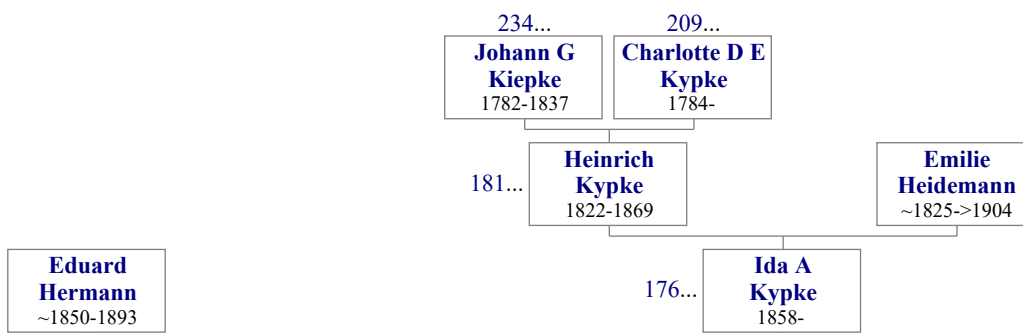 234...
209...
Johann G
Kiepke
1782-1837
Charlotte D E
Kypke
1784-
181...
Heinrich
Kypke
1822-1869
Emilie
Heidemann
~1825->1904
Eduard
Hermann
~1850-1893
176...
Ida A
Kypke
1858-